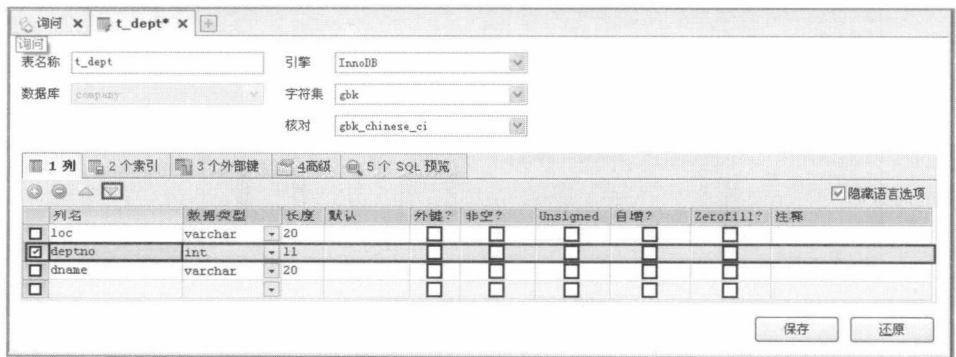 询问 t_dept*
询问
表名称 t_dept 引擎 InnoDB
数据库 company 字符集 gbk
核对 gbk_chinese_ci
1 列 2 个索引 3 个外部键 4高级 5 个 SQL 预览
隐藏语言选项
列名 数据类型 长度 默认 外键? 非空? Unsigned 自增? Zerofill? 注释
loc varchar 20
deptno int 11
dname varchar 20
保存 还原